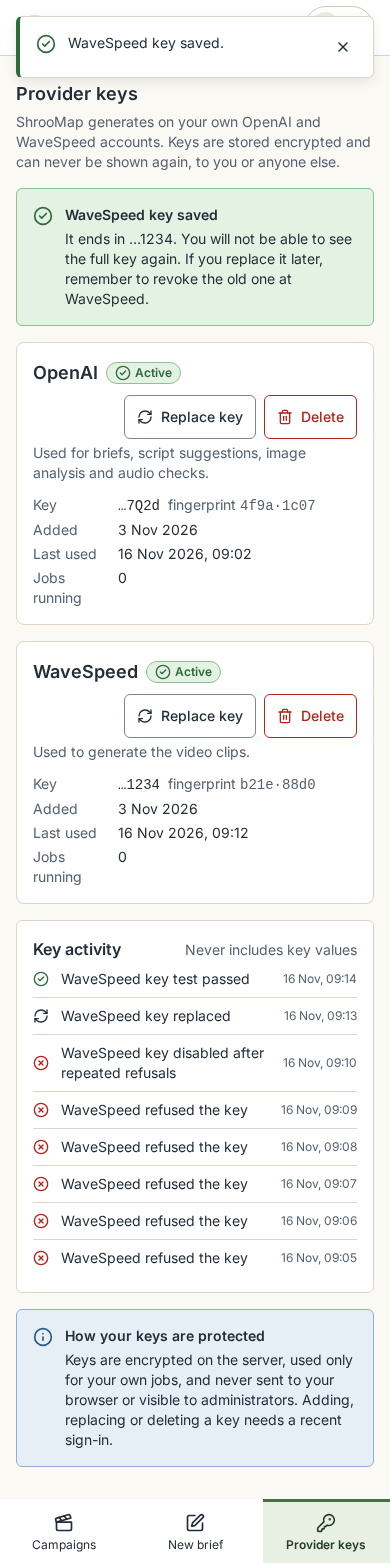 WaveSpeed key saved.
Provider keys
ShrooMap generates on your own OpenAI and
WaveSpeed accounts. Keys are stored encrypted and
can never be shown again, to you or anyone else.
WaveSpeed key saved
It ends in …1234. You will not be able to see
the full key again. If you replace it later,
remember to revoke the old one at
WaveSpeed.
OpenAI Active
Replace key Delete
Used for briefs, script suggestions, image
analysis and audio checks.
Key …7Q2d fingerprint 4f9a·1c07
Added 3 Nov 2026
Last used 16 Nov 2026, 09:02
Jobs running 0
WaveSpeed Active
Replace key Delete
Used to generate the video clips.
Key …1234 fingerprint b21e·88d0
Added 3 Nov 2026
Last used 16 Nov 2026, 09:12
Jobs running 0
Key activity Never includes key values
WaveSpeed key test passed 16 Nov, 09:14
WaveSpeed key replaced 16 Nov, 09:13
WaveSpeed key disabled after
repeated refusals 16 Nov, 09:10
WaveSpeed refused the key 16 Nov, 09:09
WaveSpeed refused the key 16 Nov, 09:08
WaveSpeed refused the key 16 Nov, 09:07
WaveSpeed refused the key 16 Nov, 09:06
WaveSpeed refused the key 16 Nov, 09:05
How your keys are protected
Keys are encrypted on the server, used only
for your own jobs, and never sent to your
browser or visible to administrators. Adding,
replacing or deleting a key needs a recent
sign-in.
Campaigns New brief Provider keys